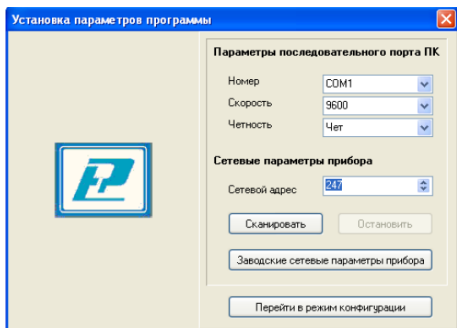 Установка параметров программы
Параметры последовательного порта ПК
Номер COM1
Скорость 9600
Четность Чет
Сетевые параметры прибора
Сетевой адрес 247
Сканировать Остановить
Заводские сетевые параметры прибора
Перейти в режим конфигурации